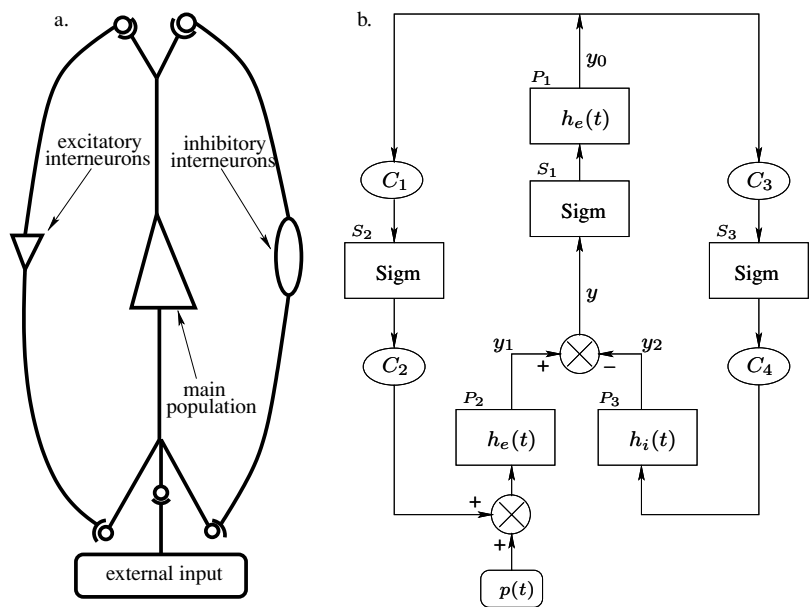 a.
excitatory
interneurons
inhibitory
interneurons
main
population
external input
b.
y₀
P₁
hₑ(t)
C₁
S₁
C₃
S₂
Sigm
Sigm
S₃
Sigm
y
y₁
y₂
C₂
+
−
C₄
P₂
P₃
hₑ(t)
hᵢ(t)
+
+
p(t)